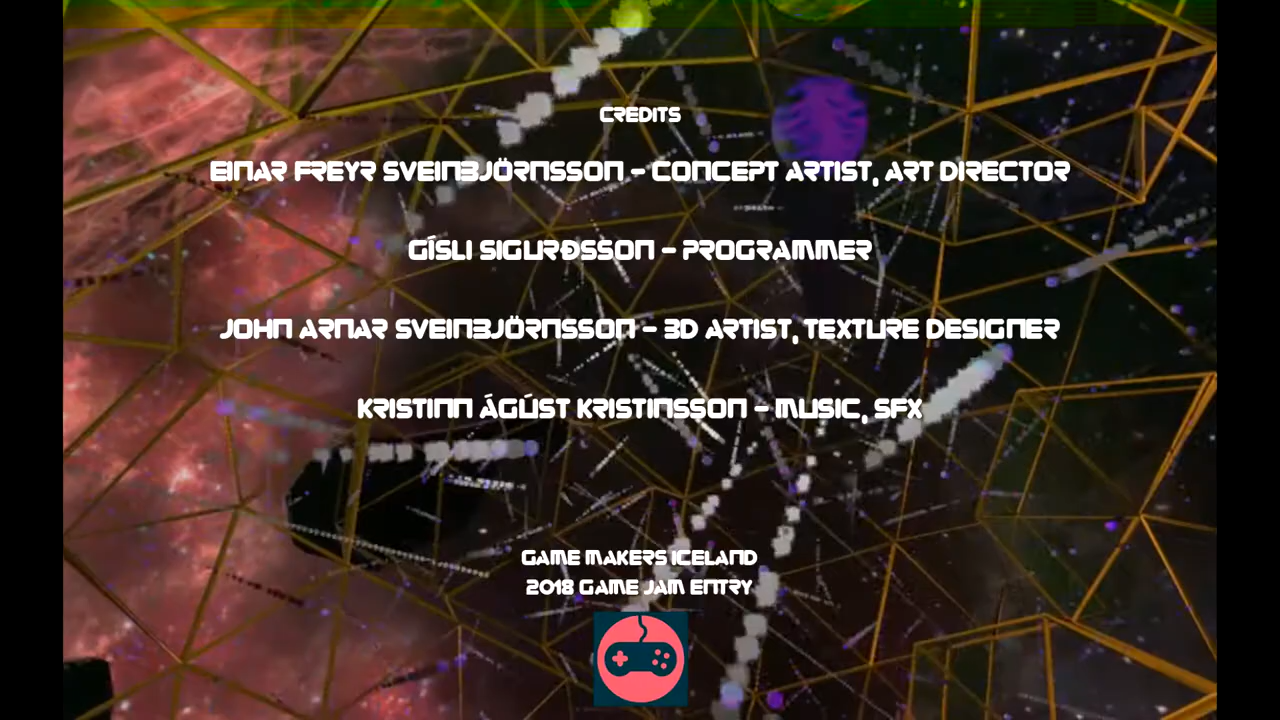 CREDITS
EINAR FREYR SVEINBJÖRNSSON - CONCEPT ARTIST, ART DIRECTOR
GÍSLI SIGURÐSSON - PROGRAMMER
JOHN ARNAR SVEINBJÖRNSSON - 3D ARTIST, TEXTURE DESIGNER
KRISTINN ÁGÚST KRISTINSSON - MUSIC, SFX
GAME MAKERS ICELAND
2018 GAME JAM ENTRY